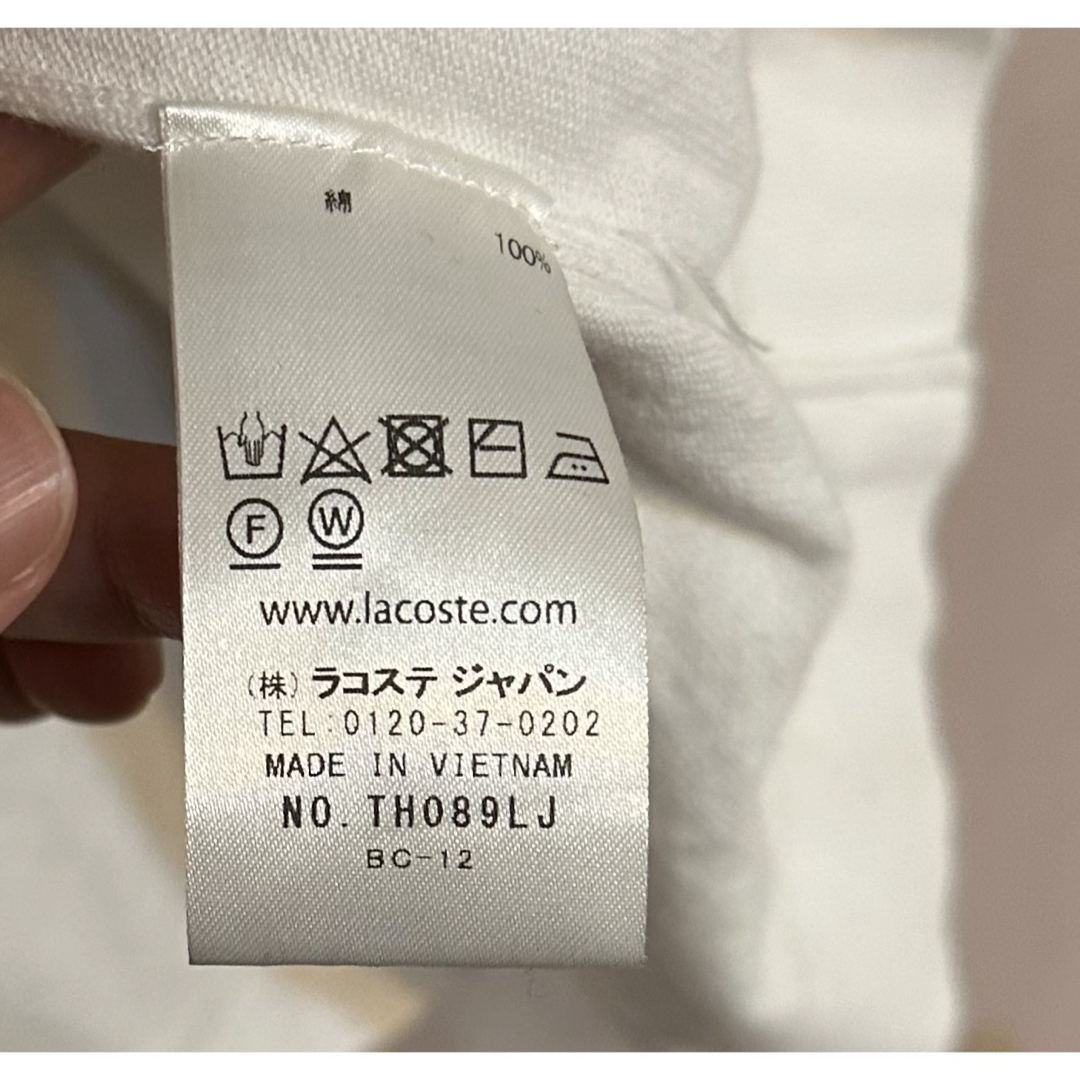 綿
100%
F W
www.lacoste.com
(株) ラコステ ジャパン
TEL:0120-37-0202
MADE IN VIETNAM
NO. TH089LJ
BC-12